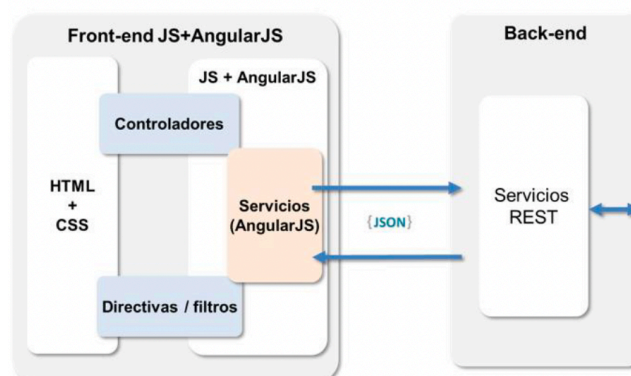 Front-end JS+AngularJS
Back-end
JS + AngularJS
Controladores
HTML
+
CSS
Servicios
(AngularJS)
{JSON}
Servicios
REST
Directivas / filtros